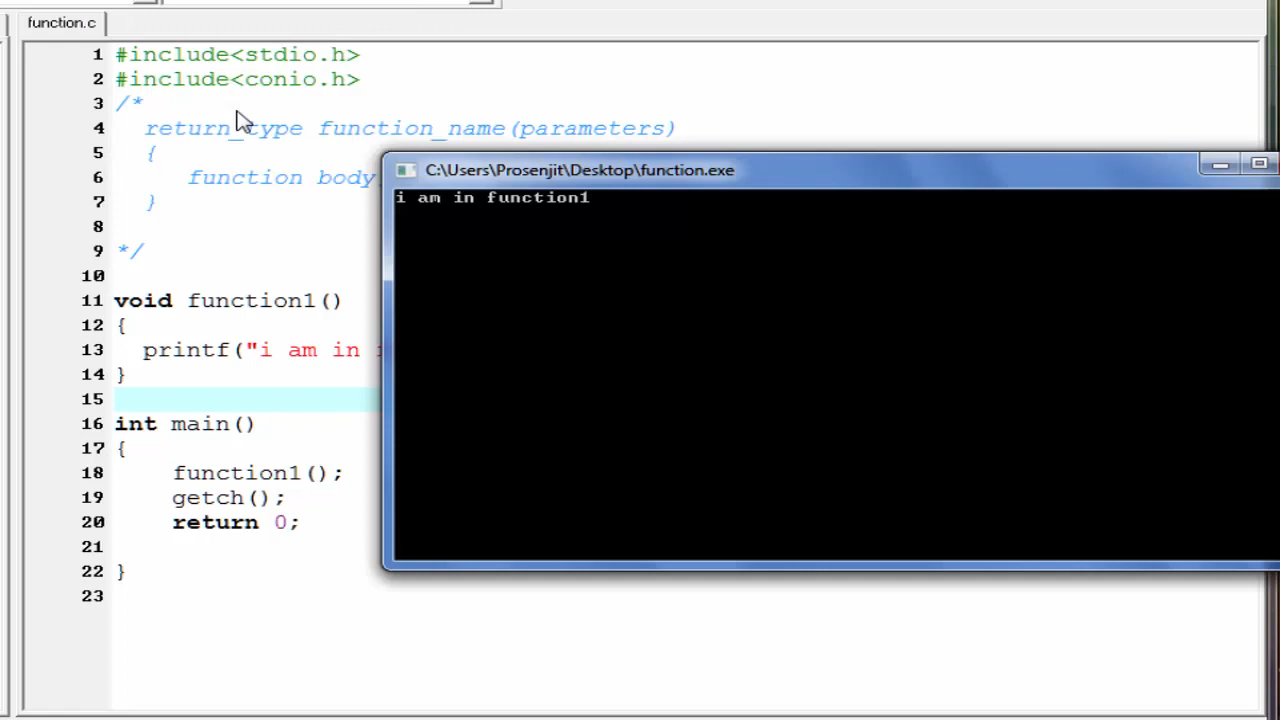 function.c
1 #include<stdio.h>
2 #include<conio.h>
3 /*
4 return_type function_name(parameters)
5 {
6 function body
7 }
8
9 */
10
11 void function1()
12 {
13 printf("i am in
14 }
15
16 int main()
17 {
18 function1();
19 getch();
20 return 0;
21
22 }
23
C:\Users\Prosenjit\Desktop\function.exe
i am in function1